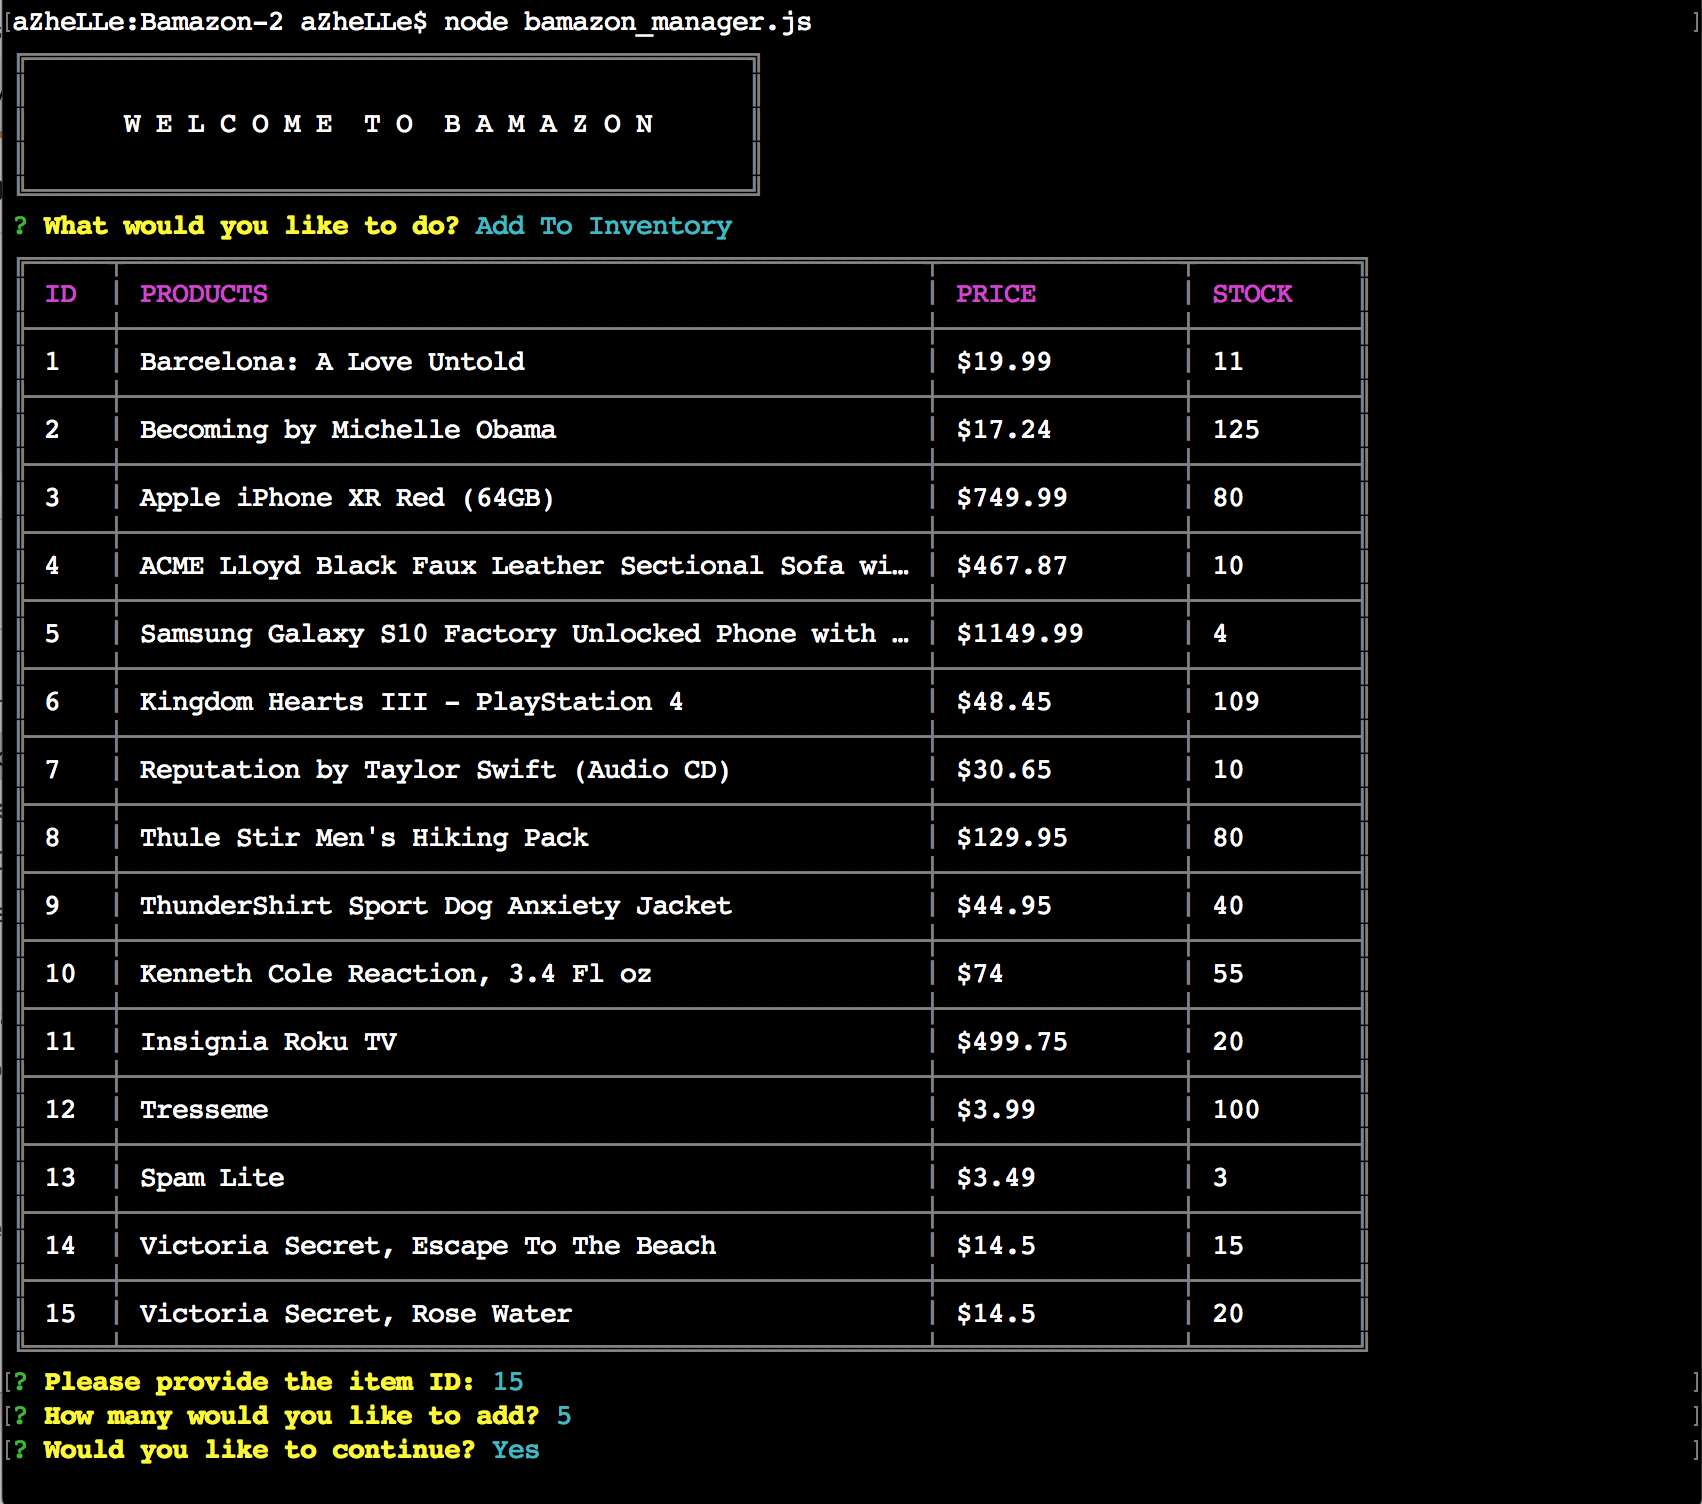 aZheLLe:Bamazon-2 aZheLLe$ node bamazon_manager.js
W E L C O M E  T O  B A M A Z O N
? What would you like to do? Add To Inventory
ID PRODUCTS PRICE STOCK
1 Barcelona: A Love Untold $19.99 11
2 Becoming by Michelle Obama $17.24 125
3 Apple iPhone XR Red (64GB) $749.99 80
4 ACME Lloyd Black Faux Leather Sectional Sofa wi… $467.87 10
5 Samsung Galaxy S10 Factory Unlocked Phone with … $1149.99 4
6 Kingdom Hearts III - PlayStation 4 $48.45 109
7 Reputation by Taylor Swift (Audio CD) $30.65 10
8 Thule Stir Men's Hiking Pack $129.95 80
9 ThunderShirt Sport Dog Anxiety Jacket $44.95 40
10 Kenneth Cole Reaction, 3.4 Fl oz $74 55
11 Insignia Roku TV $499.75 20
12 Tresseme $3.99 100
13 Spam Lite $3.49 3
14 Victoria Secret, Escape To The Beach $14.5 15
15 Victoria Secret, Rose Water $14.5 20
? Please provide the item ID: 15
? How many would you like to add? 5
? Would you like to continue? Yes